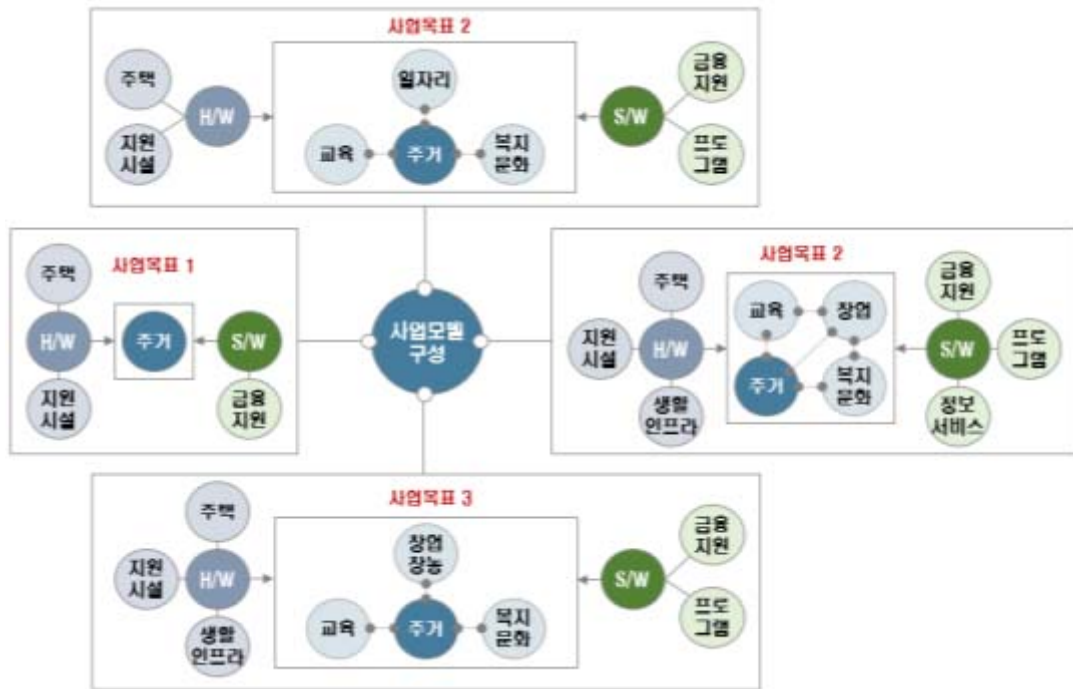 사업목표 2
주택
지원
시설
H/W
일자리
교육
주거
복지
문화
S/W
금융
지원
프로
그램
사업목표 1
주택
H/W
지원
시설
주거
S/W
금융
지원
사업모델
구성
사업목표 2
주택
지원
시설
H/W
생활
인프라
교육
창업
주거
복지
문화
금융
지원
S/W
프로
그램
정보
서비스
사업목표 3
주택
지원
시설
H/W
생활
인프라
창업
창농
교육
주거
복지
문화
S/W
금융
지원
프로
그램